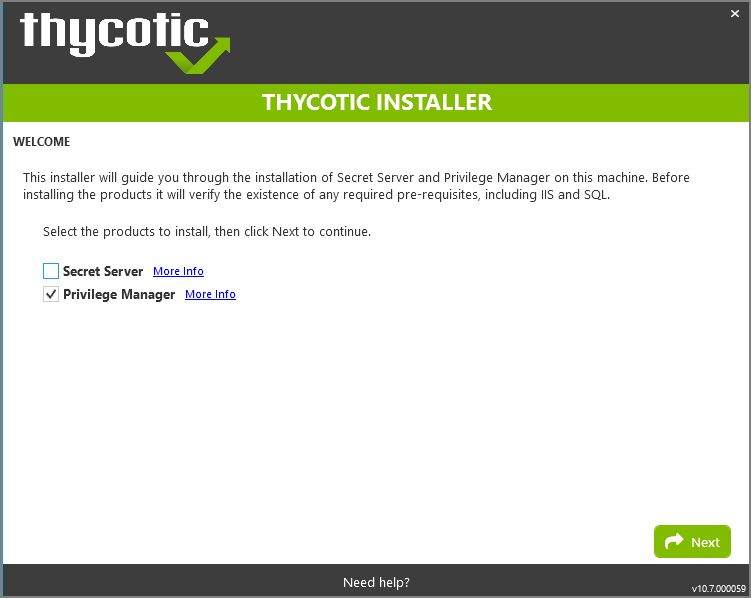 thycotic
THYCOTIC INSTALLER
WELCOME
This installer will guide you through the installation of Secret Server and Privilege Manager on this machine. Before
installing the products it will verify the existence of any required pre-requisites, including IIS and SQL.
Select the products to install, then click Next to continue.
Secret Server More Info
Privilege Manager More Info
Next
Need help?
v10.7.000059